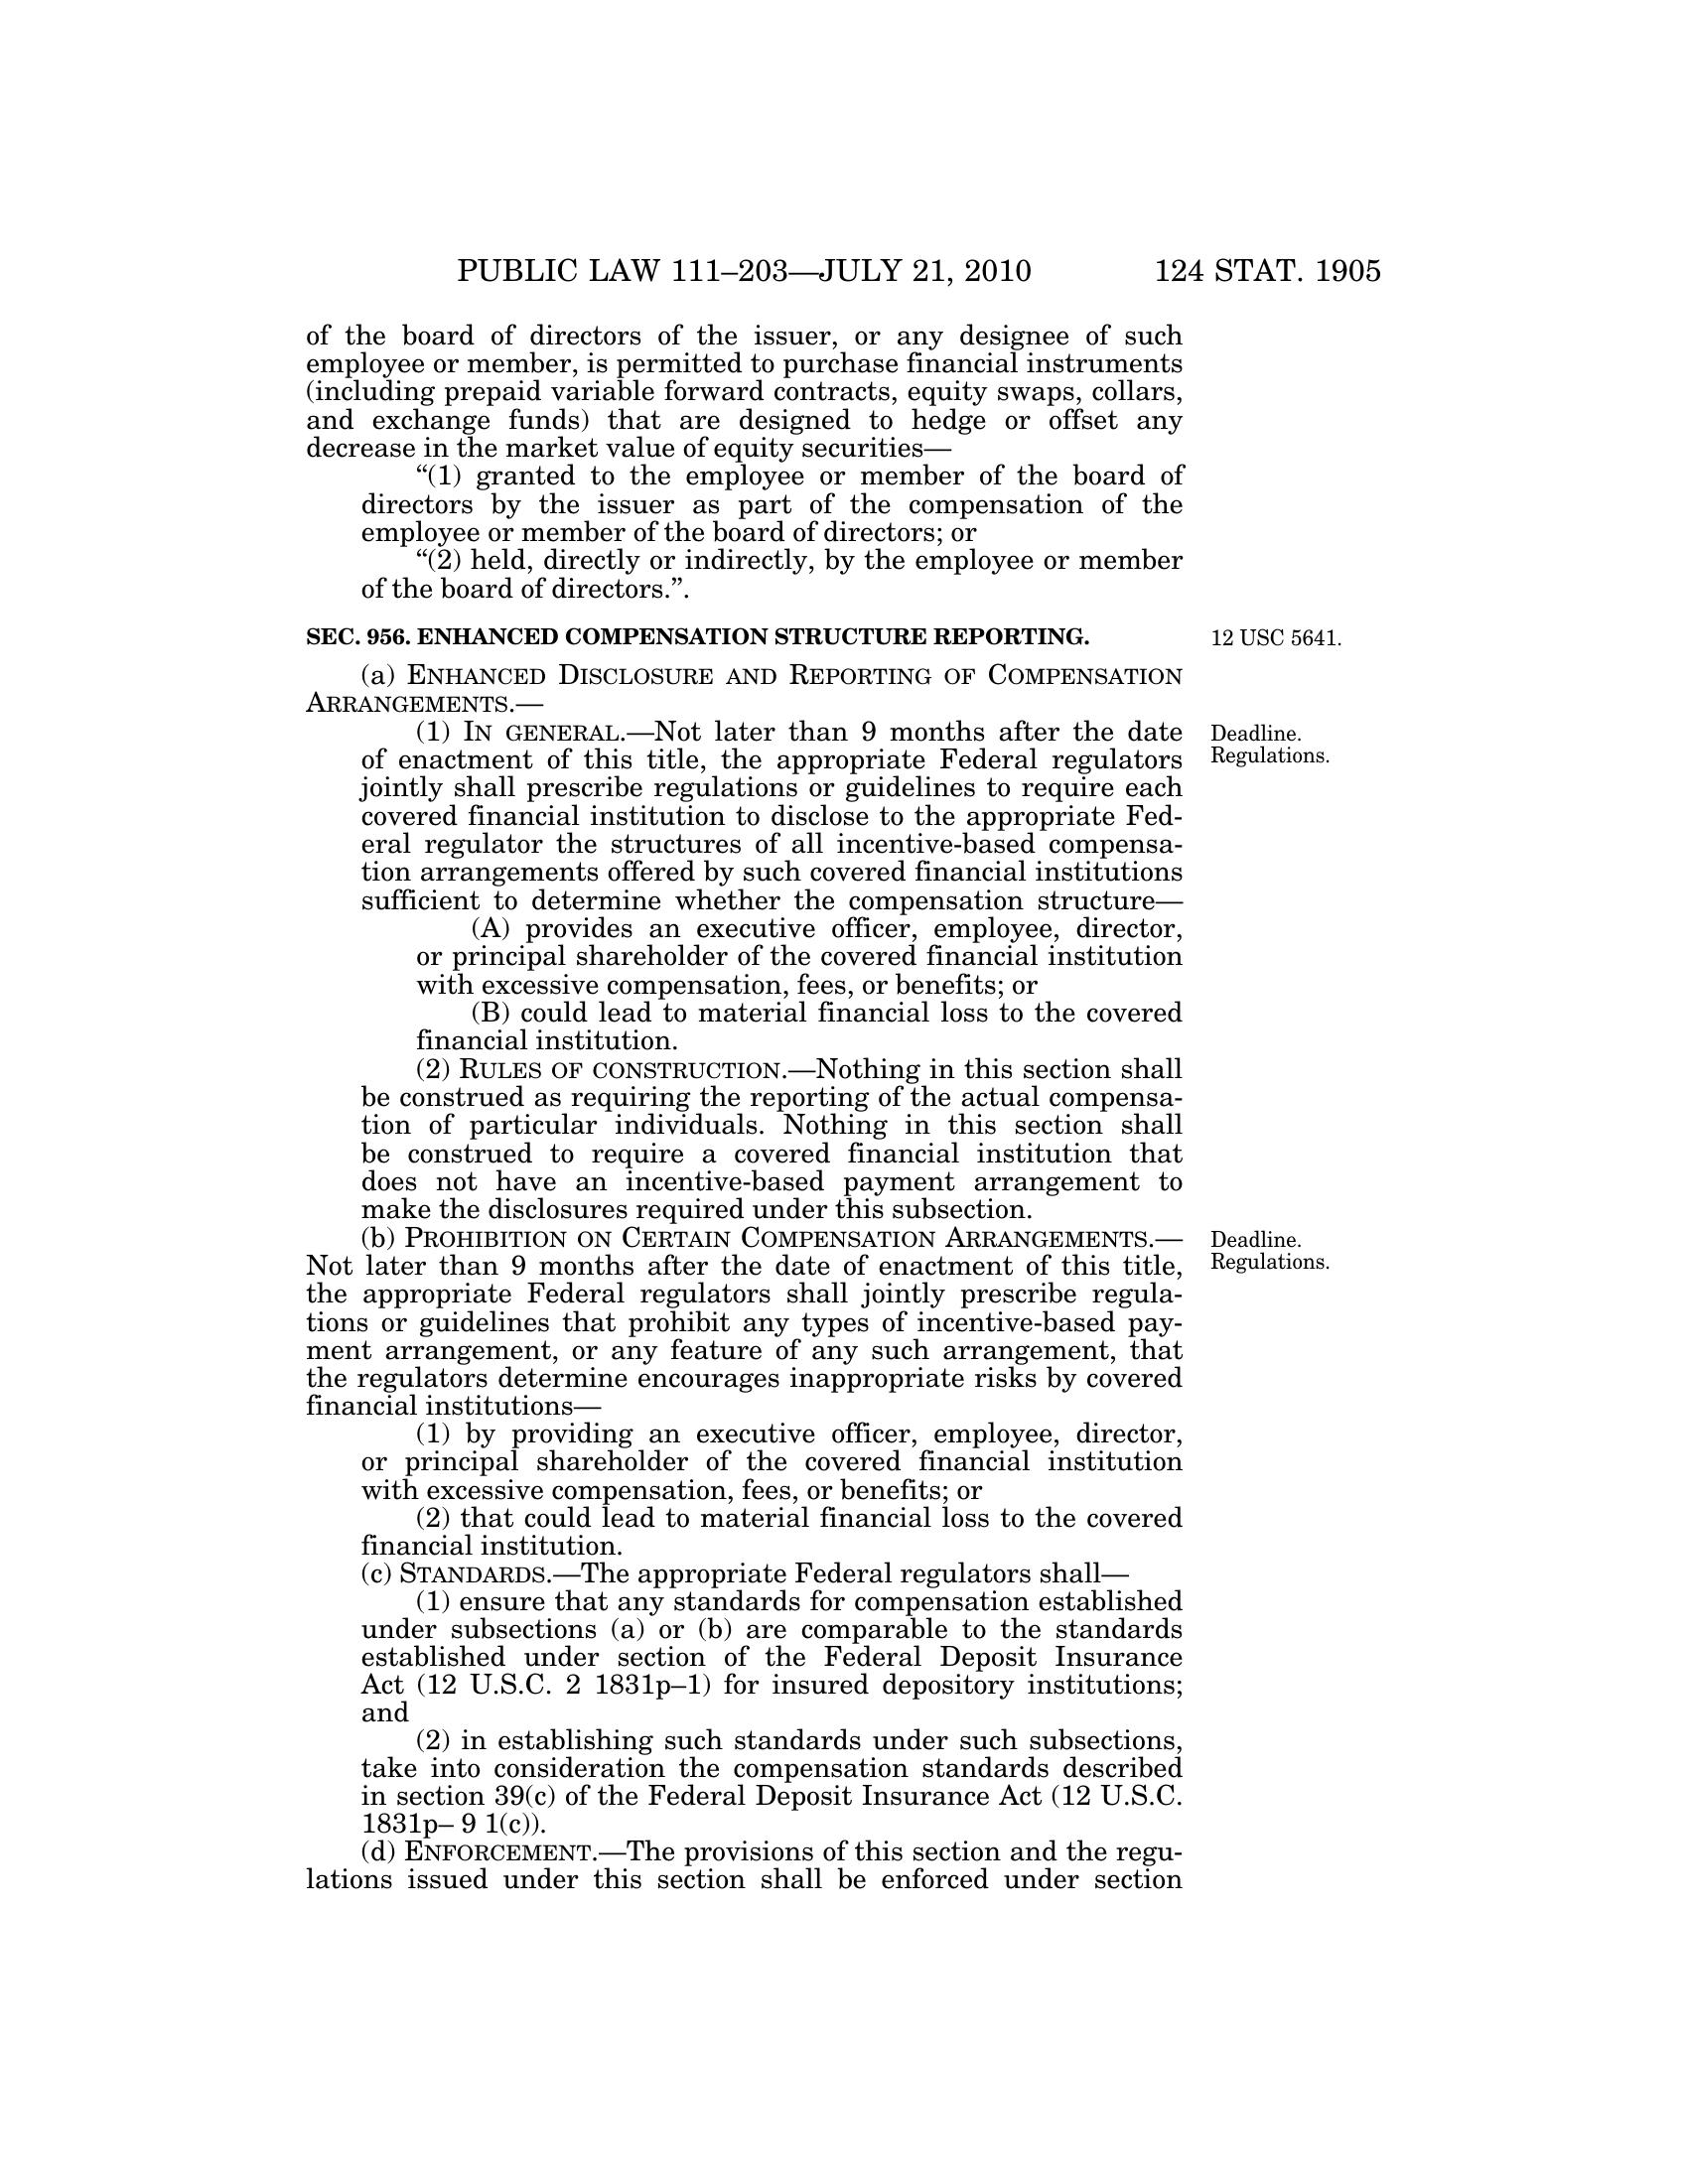 PUBLIC LAW 111–203—JULY 21, 2010 124 STAT. 1905
of the board of directors of the issuer, or any designee of such
employee or member, is permitted to purchase financial instruments
(including prepaid variable forward contracts, equity swaps, collars,
and exchange funds) that are designed to hedge or offset any
decrease in the market value of equity securities—
“(1) granted to the employee or member of the board of
directors by the issuer as part of the compensation of the
employee or member of the board of directors; or
“(2) held, directly or indirectly, by the employee or member
of the board of directors.”.
SEC. 956. ENHANCED COMPENSATION STRUCTURE REPORTING.
12 USC 5641.
(a) ENHANCED DISCLOSURE AND REPORTING OF COMPENSATION
ARRANGEMENTS.—
(1) IN GENERAL.—Not later than 9 months after the date
Deadline.
Regulations.
of enactment of this title, the appropriate Federal regulators
jointly shall prescribe regulations or guidelines to require each
covered financial institution to disclose to the appropriate Fed-
eral regulator the structures of all incentive-based compensa-
tion arrangements offered by such covered financial institutions
sufficient to determine whether the compensation structure—
(A) provides an executive officer, employee, director,
or principal shareholder of the covered financial institution
with excessive compensation, fees, or benefits; or
(B) could lead to material financial loss to the covered
financial institution.
(2) RULES OF CONSTRUCTION.—Nothing in this section shall
be construed as requiring the reporting of the actual compensa-
tion of particular individuals. Nothing in this section shall
be construed to require a covered financial institution that
does not have an incentive-based payment arrangement to
make the disclosures required under this subsection.
(b) PROHIBITION ON CERTAIN COMPENSATION ARRANGEMENTS.—
Deadline.
Regulations.
Not later than 9 months after the date of enactment of this title,
the appropriate Federal regulators shall jointly prescribe regula-
tions or guidelines that prohibit any types of incentive-based pay-
ment arrangement, or any feature of any such arrangement, that
the regulators determine encourages inappropriate risks by covered
financial institutions—
(1) by providing an executive officer, employee, director,
or principal shareholder of the covered financial institution
with excessive compensation, fees, or benefits; or
(2) that could lead to material financial loss to the covered
financial institution.
(c) STANDARDS.—The appropriate Federal regulators shall—
(1) ensure that any standards for compensation established
under subsections (a) or (b) are comparable to the standards
established under section of the Federal Deposit Insurance
Act (12 U.S.C. 2 1831p–1) for insured depository institutions;
and
(2) in establishing such standards under such subsections,
take into consideration the compensation standards described
in section 39(c) of the Federal Deposit Insurance Act (12 U.S.C.
1831p– 9 1(c)).
(d) ENFORCEMENT.—The provisions of this section and the regu-
lations issued under this section shall be enforced under section